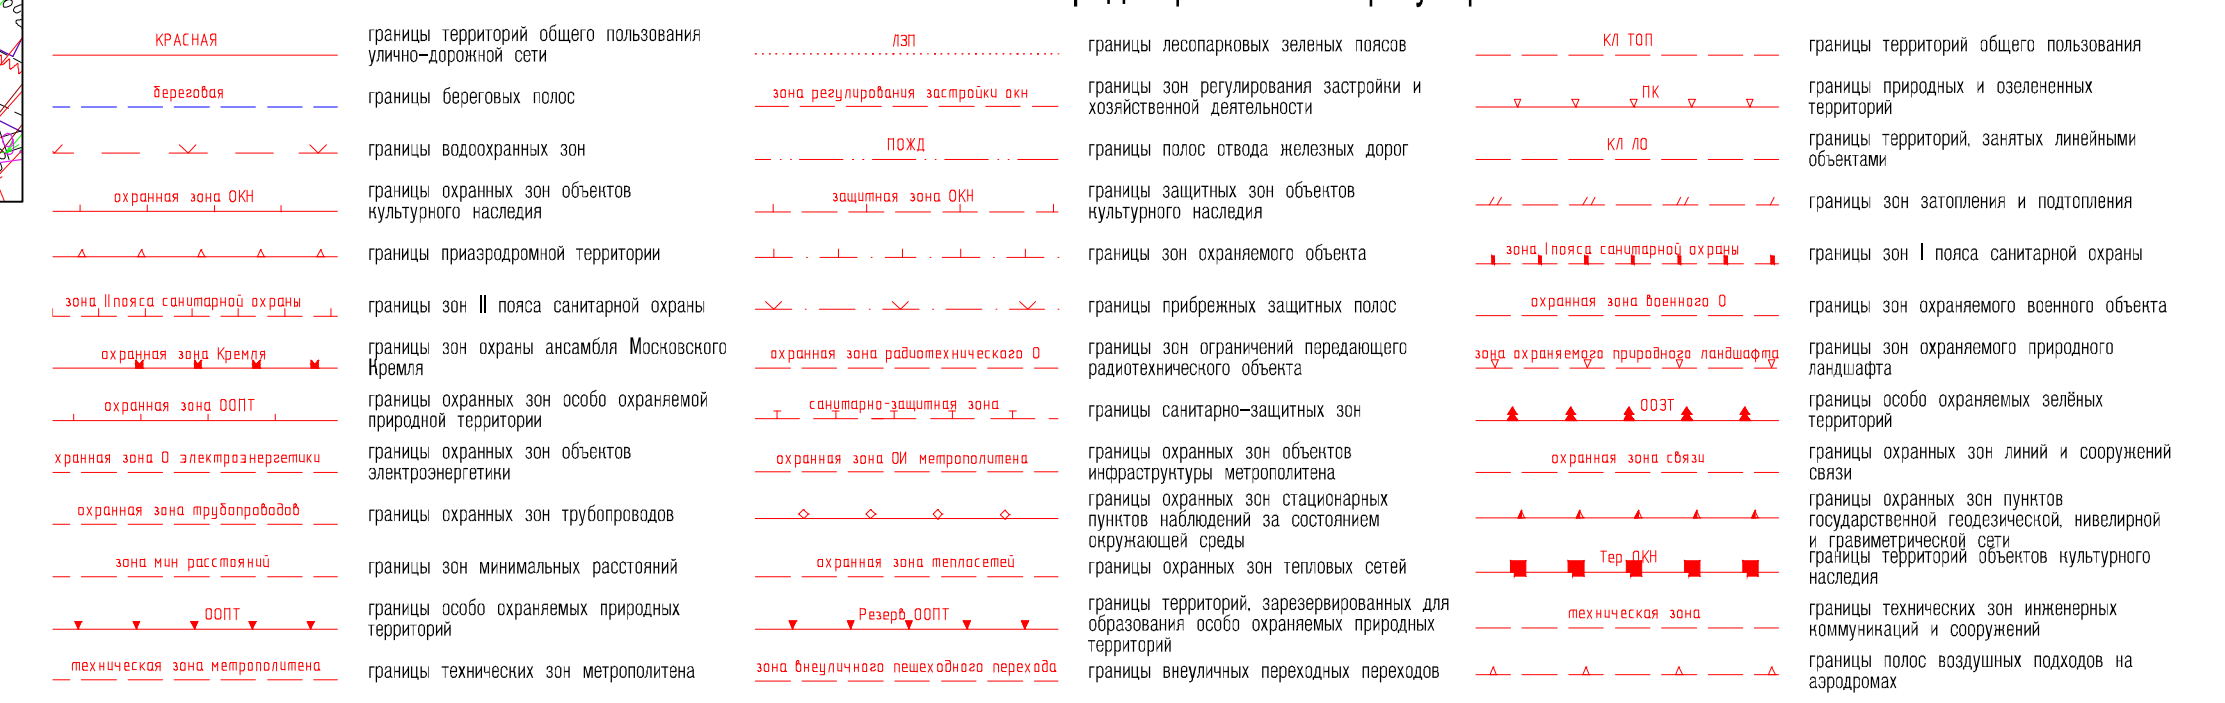 КРАСНАЯ
границы территорий общего пользования
улично-дорожной сети
береговая
границы береговых полос
границы водоохранных зон
охранная зона ОКН
границы охранных зон объектов
культурного наследия
границы приаэродромной территории
зона II пояса санитарной охраны
границы зон II пояса санитарной охраны
охранная зона Кремля
границы зон охраны ансамбля Московского
Кремля
охранная зона ООПТ
границы охранных зон особо охраняемой
природной территории
хранная зона О электроэнергетики
границы охранных зон объектов
электроэнергетики
охранная зона трубопроводов
границы охранных зон трубопроводов
зона мин расстояний
границы зон минимальных расстояний
ООПТ
границы особо охраняемых природных
территорий
техническая зона метрополитена
границы технических зон метрополитена
ЛЗП
границы лесопарковых зеленых поясов
зона регулирования застройки окн
границы зон регулирования застройки и
хозяйственной деятельности
ПОЖД
границы полос отвода железных дорог
защитная зона ОКН
границы защитных зон объектов
культурного наследия
границы зон охраняемого объекта
границы прибрежных защитных полос
охранная зона радиотехнического О
границы зон ограничений передающего
радиотехнического объекта
санитарно-защитная зона
границы санитарно-защитных зон
охранная зона ОИ метрополитена
границы охранных зон объектов
инфраструктуры метрополитена
границы охранных зон стационарных
пунктов наблюдений за состоянием
окружающей среды
охранная зона теплосетей
границы охранных зон тепловых сетей
Резерв ООПТ
границы территорий, зарезервированных для
образования особо охраняемых природных
территорий
зона внеуличного пешеходного перехода
границы внеуличных переходных переходов
КЛ ТОП
границы территорий общего пользования
ПК
границы природных и озелененных
территорий
КЛ ЛО
границы территорий, занятых линейными
объектами
границы зон затопления и подтопления
зона I пояса санитарной охраны
границы зон I пояса санитарной охраны
охранная зона военного О
границы зон охраняемого военного объекта
зона охраняемого природного ландшафта
границы зон охраняемого природного
ландшафта
ООЗТ
границы особо охраняемых зелёных
территорий
охранная зона связи
границы охранных зон линий и сооружений
связи
границы охранных зон пунктов
государственной геодезической, нивелирной
и гравиметрической сети
Тер ОКН
границы территорий объектов культурного
наследия
техническая зона
границы технических зон инженерных
коммуникаций и сооружений
границы полос воздушных подходов на
аэродромах